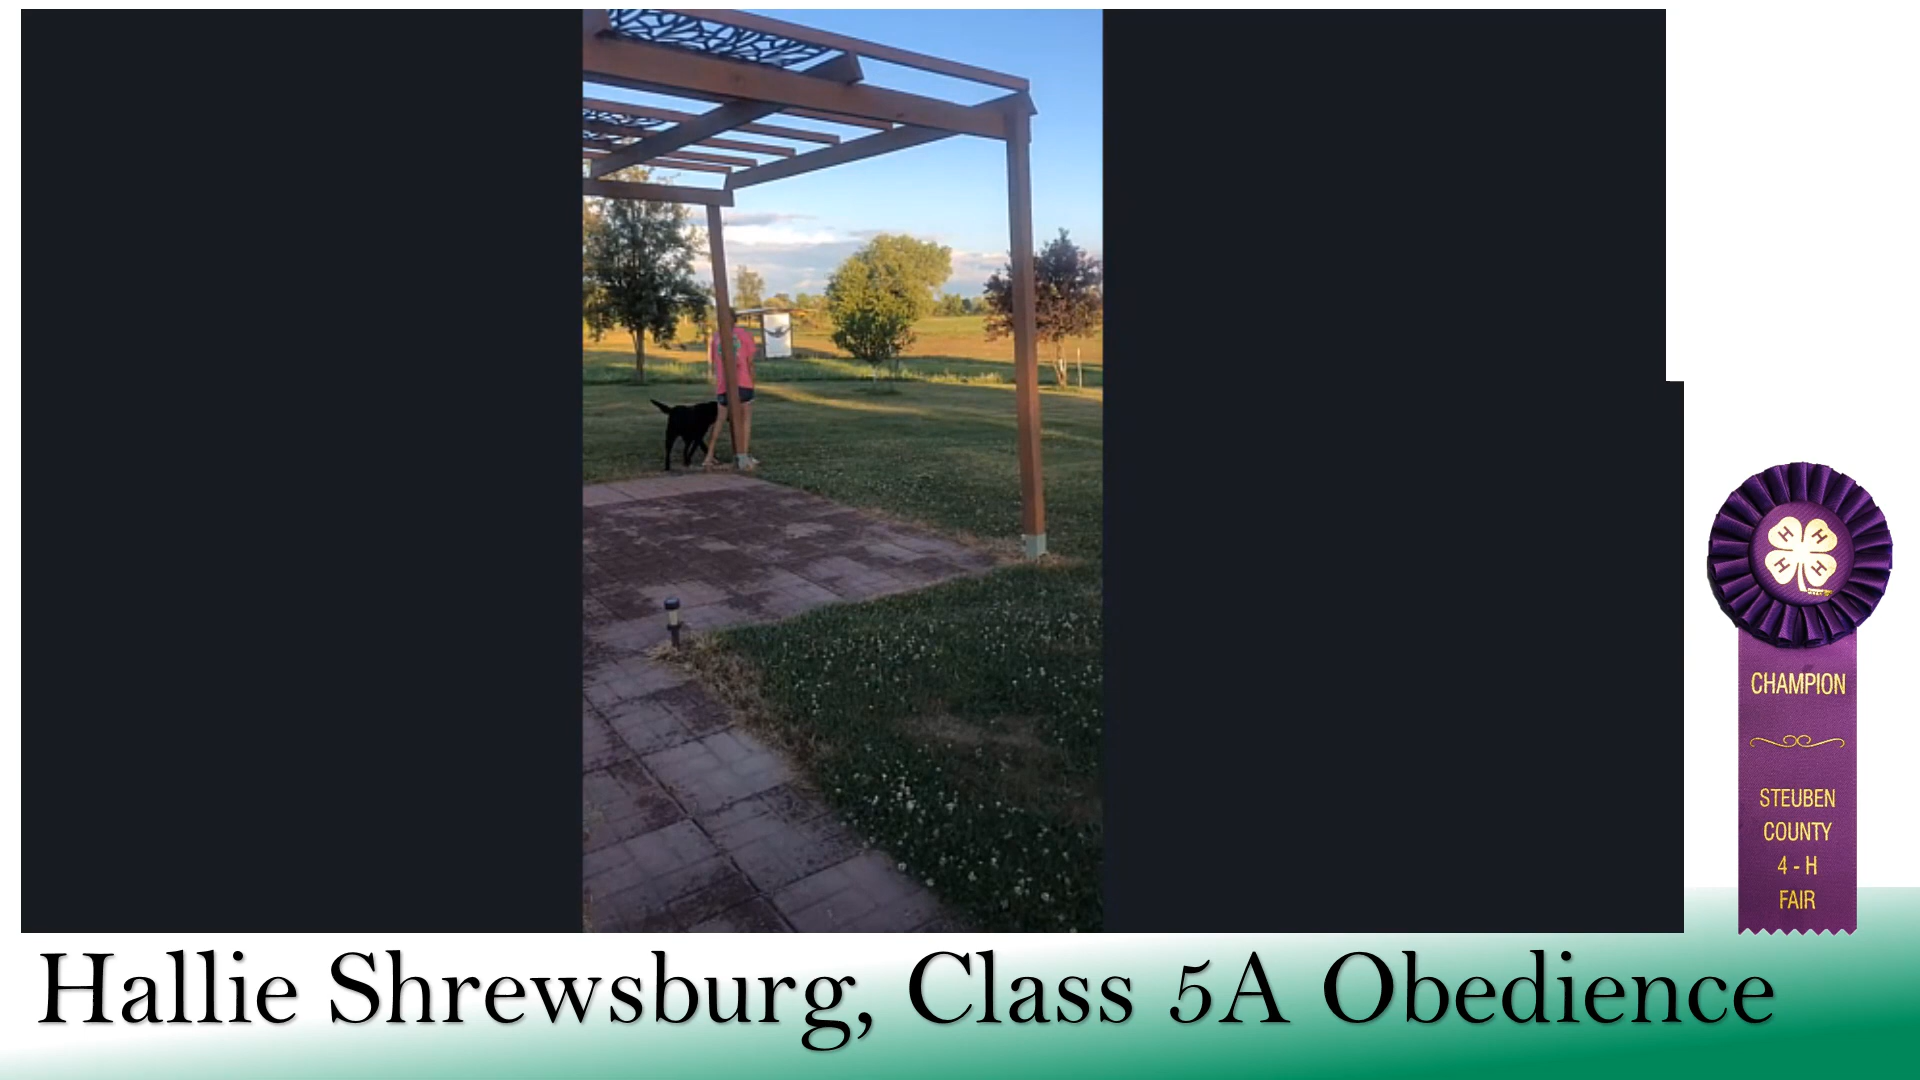 H H
H H
CHAMPION
STEUBEN
COUNTY
4 - H
FAIR
Hallie Shrewsburg, Class 5A Obedience